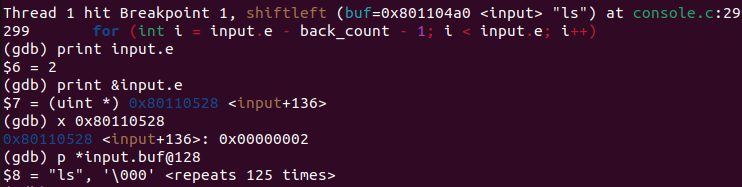 Thread 1 hit Breakpoint 1, shiftleft (buf=0x801104a0 <input> "ls") at console.c:29
299 for (int i = input.e - back_count - 1; i < input.e; i++)
(gdb) print input.e
$6 = 2
(gdb) print &input.e
$7 = (uint *) 0x80110528 <input+136>
(gdb) x 0x80110528
0x80110528 <input+136>: 0x00000002
(gdb) p *input.buf@128
$8 = "ls", '\000' <repeats 125 times>